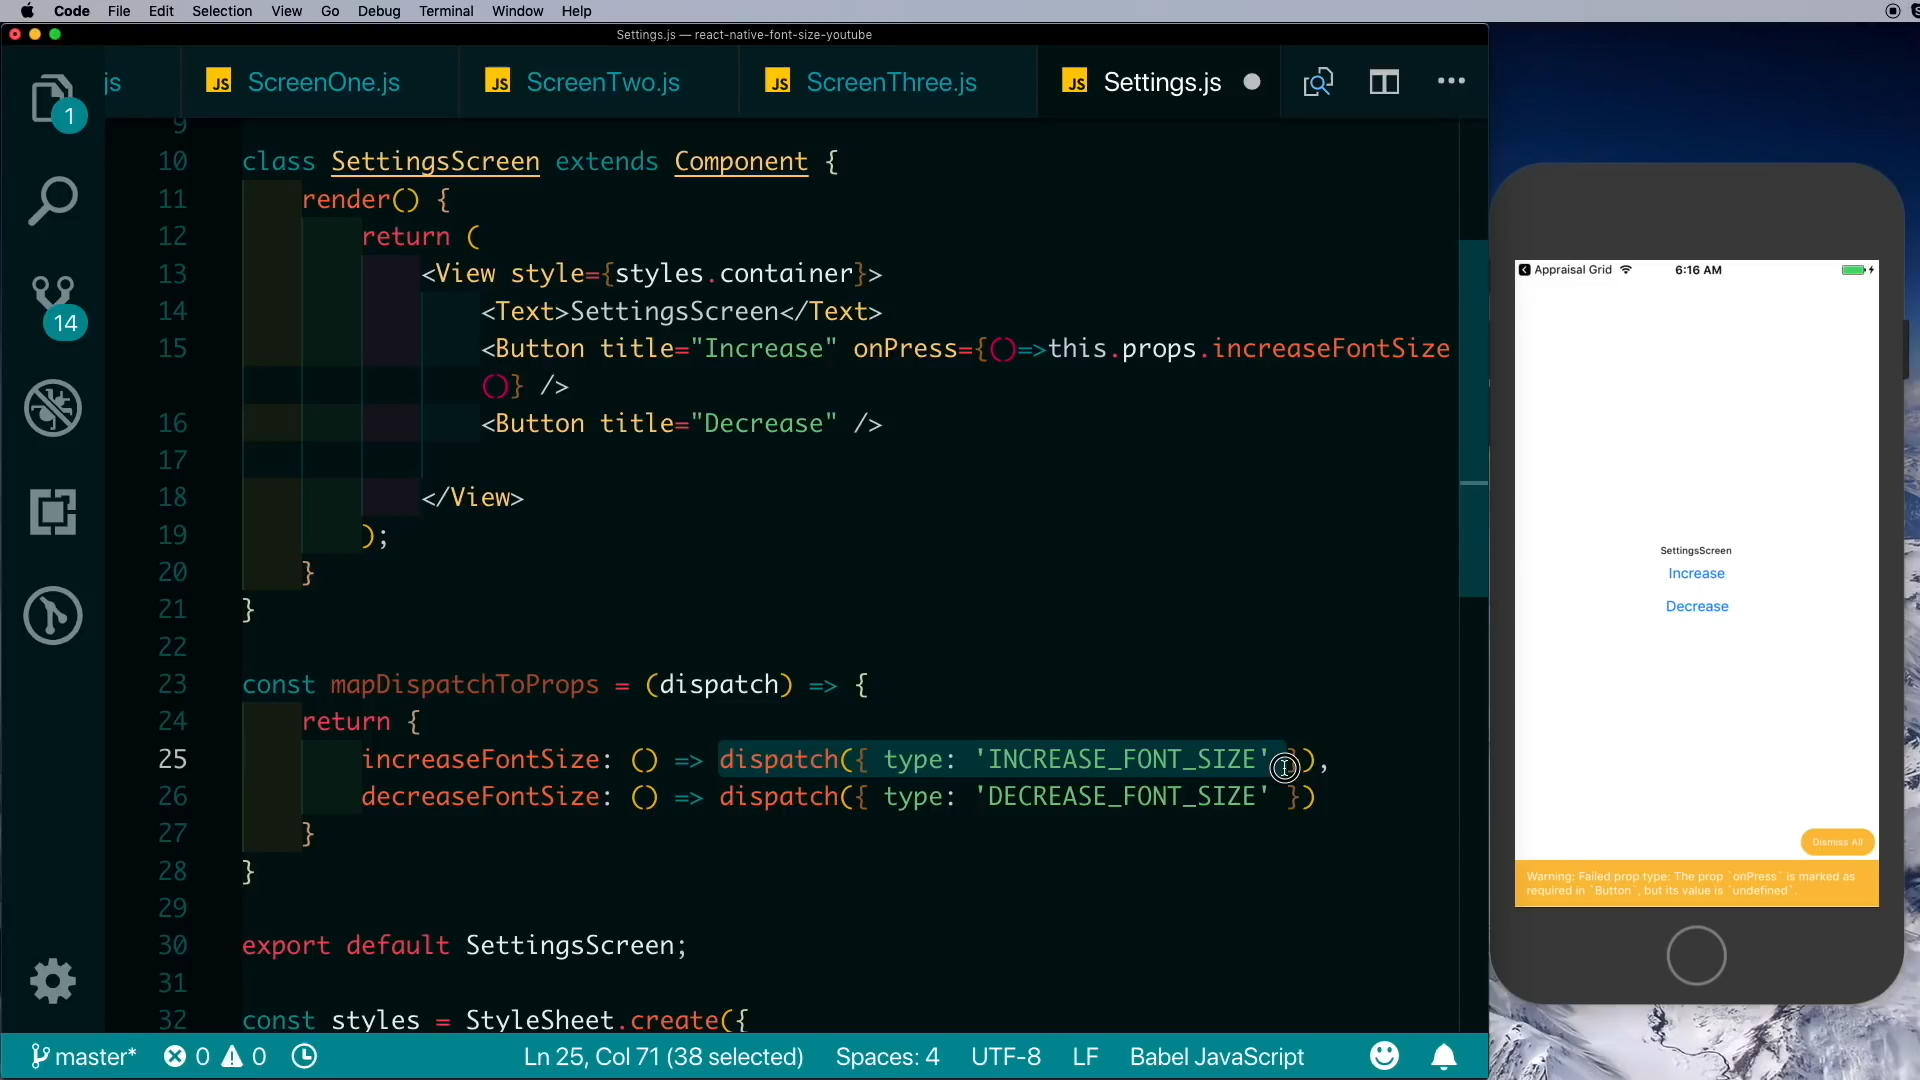 Code File Edit Selection View Go Debug Terminal Window Help
Settings.js — react-native-font-size-youtube
js ScreenOne.js ScreenTwo.js ScreenThree.js Settings.js
1
14
9
10 class SettingsScreen extends Component {
11 render() {
12 return (
13 <View style={styles.container}>
14 <Text>SettingsScreen</Text>
15 <Button title="Increase" onPress={()=>this.props.increaseFontSize
()} />
16 <Button title="Decrease" />
17
18 </View>
19 );
20 }
21 }
22
23 const mapDispatchToProps = (dispatch) => {
24 return {
25 increaseFontSize: () => dispatch({ type: 'INCREASE_FONT_SIZE' }),
26 decreaseFontSize: () => dispatch({ type: 'DECREASE_FONT_SIZE' })
27 }
28 }
29
30 export default SettingsScreen;
31
32 const styles = StyleSheet.create({
master* 0 0 Ln 25, Col 71 (38 selected) Spaces: 4 UTF-8 LF Babel JavaScript
Appraisal Grid 6:16 AM
SettingsScreen
Increase
Decrease
Dismiss All
Warning: Failed prop type: The prop `onPress` is marked as
required in `Button`, but its value is `undefined`.